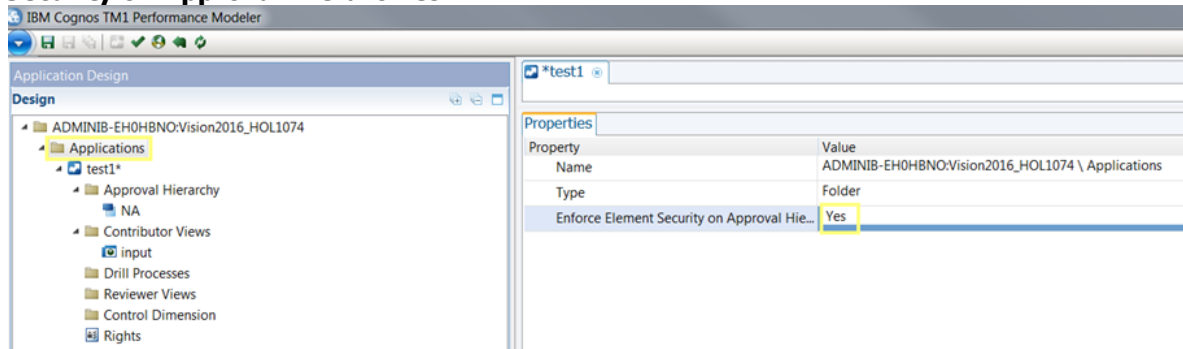 IBM Cognos TM1 Performance Modeler
Application Design
*test1
Design
ADMINIB-EH0HBNO:Vision2016_HOL1074
Applications
test1*
Approval Hierarchy
NA
Contributor Views
input
Drill Processes
Reviewer Views
Control Dimension
Rights
Properties
Property Value
Name ADMINIB-EH0HBNO:Vision2016_HOL1074 \ Applications
Type Folder
Enforce Element Security on Approval Hie... Yes